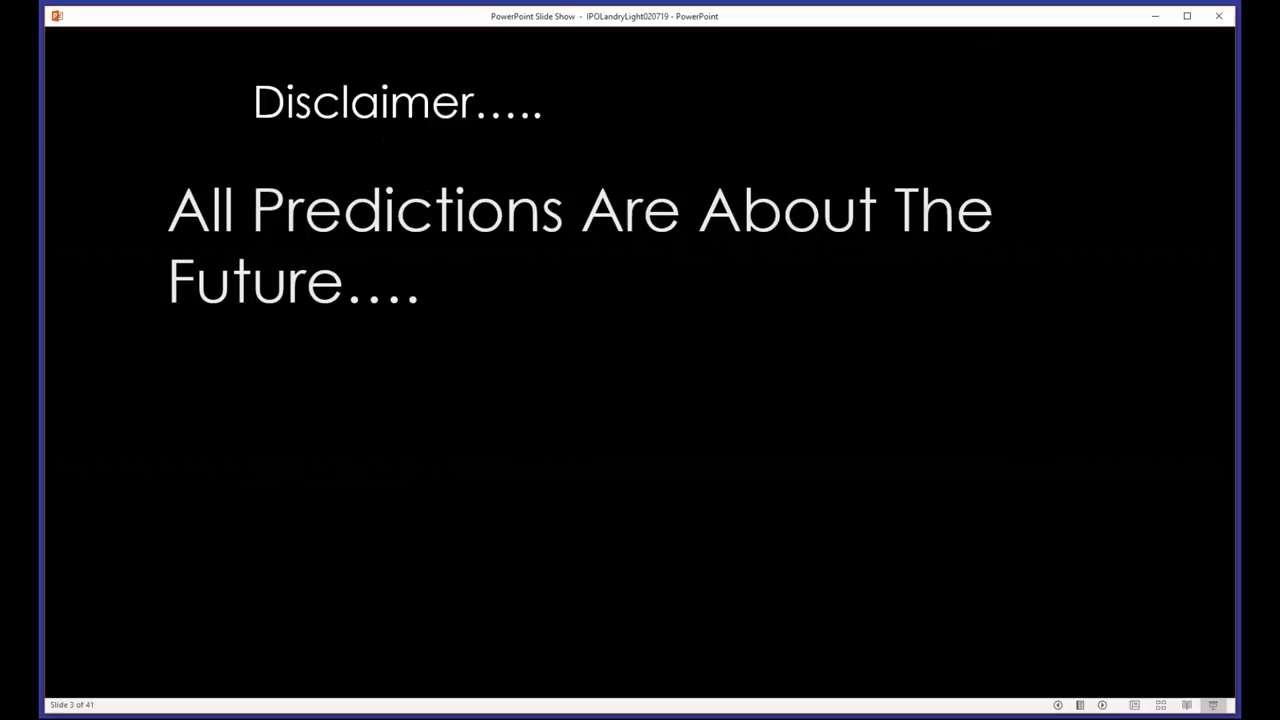 PowerPoint Slide Show - IPOLandryLight020719 - PowerPoint
Disclaimer.....
All Predictions Are About The
Future....
Slide 3 of 41